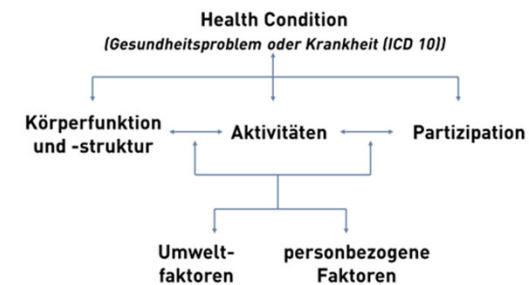 Health Condition
(Gesundheitsproblem oder Krankheit (ICD 10))
Körperfunktion
und -struktur
Aktivitäten
Partizipation
Umwelt-
faktoren
personbezogene
Faktoren